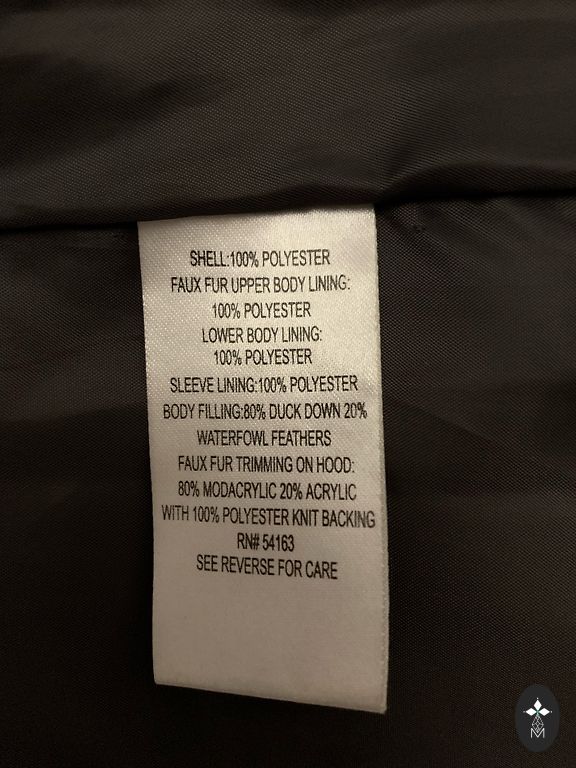 SHELL:100% POLYESTER
FAUX FUR UPPER BODY LINING:
100% POLYESTER
LOWER BODY LINING:
100% POLYESTER
SLEEVE LINING:100% POLYESTER
BODY FILLING:80% DUCK DOWN 20%
WATERFOWL FEATHERS
FAUX FUR TRIMMING ON HOOD:
80% MODACRYLIC 20% ACRYLIC
WITH 100% POLYESTER KNIT BACKING
RN# 54163
SEE REVERSE FOR CARE
M